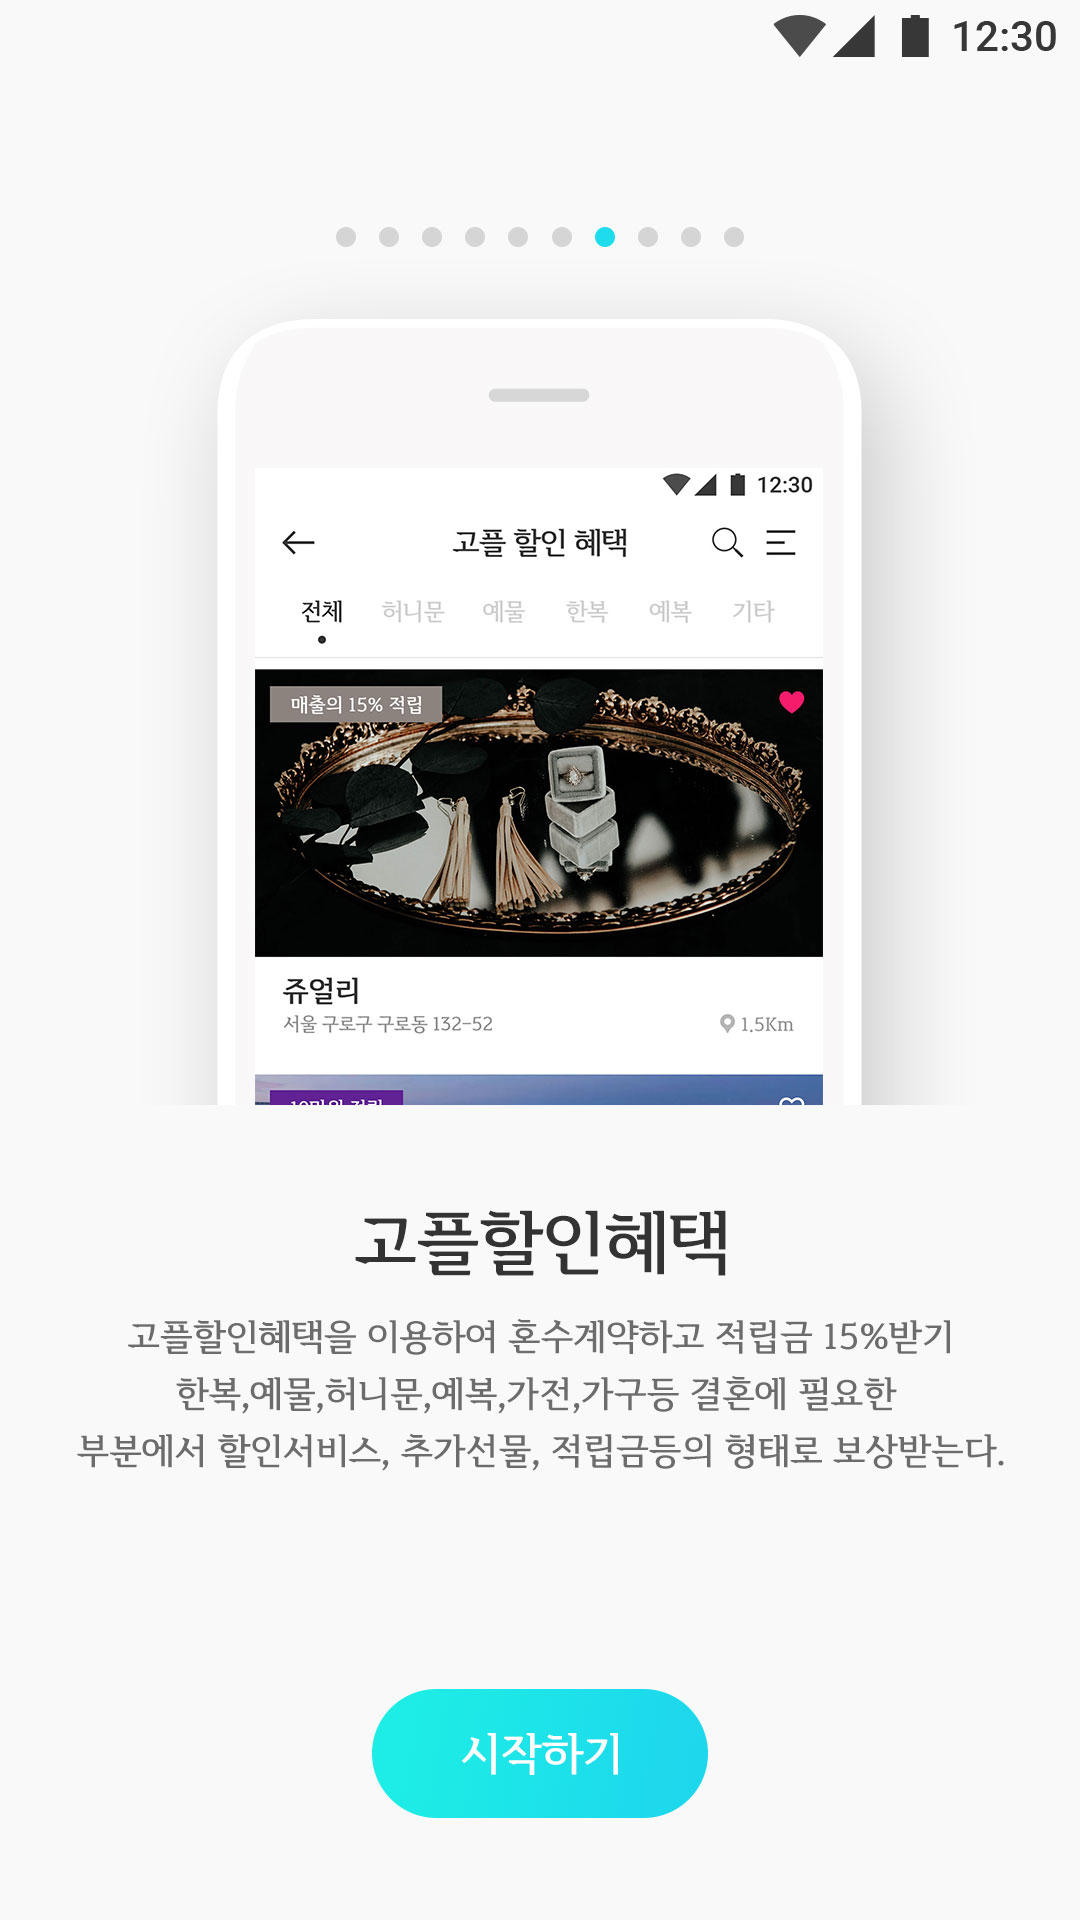 12:30
12:30
고플 할인 혜택
전체 허니문 예물 한복 예복 기타
매출의 15% 적립
쥬얼리
서울 구로구 구로동 132-52 1.5Km
고플할인혜택
고플할인혜택을 이용하여 혼수계약하고 적립금 15%받기
한복,예물,허니문,예복,가전,가구등 결혼에 필요한
부분에서 할인서비스, 추가선물, 적립금등의 형태로 보상받는다.
시작하기